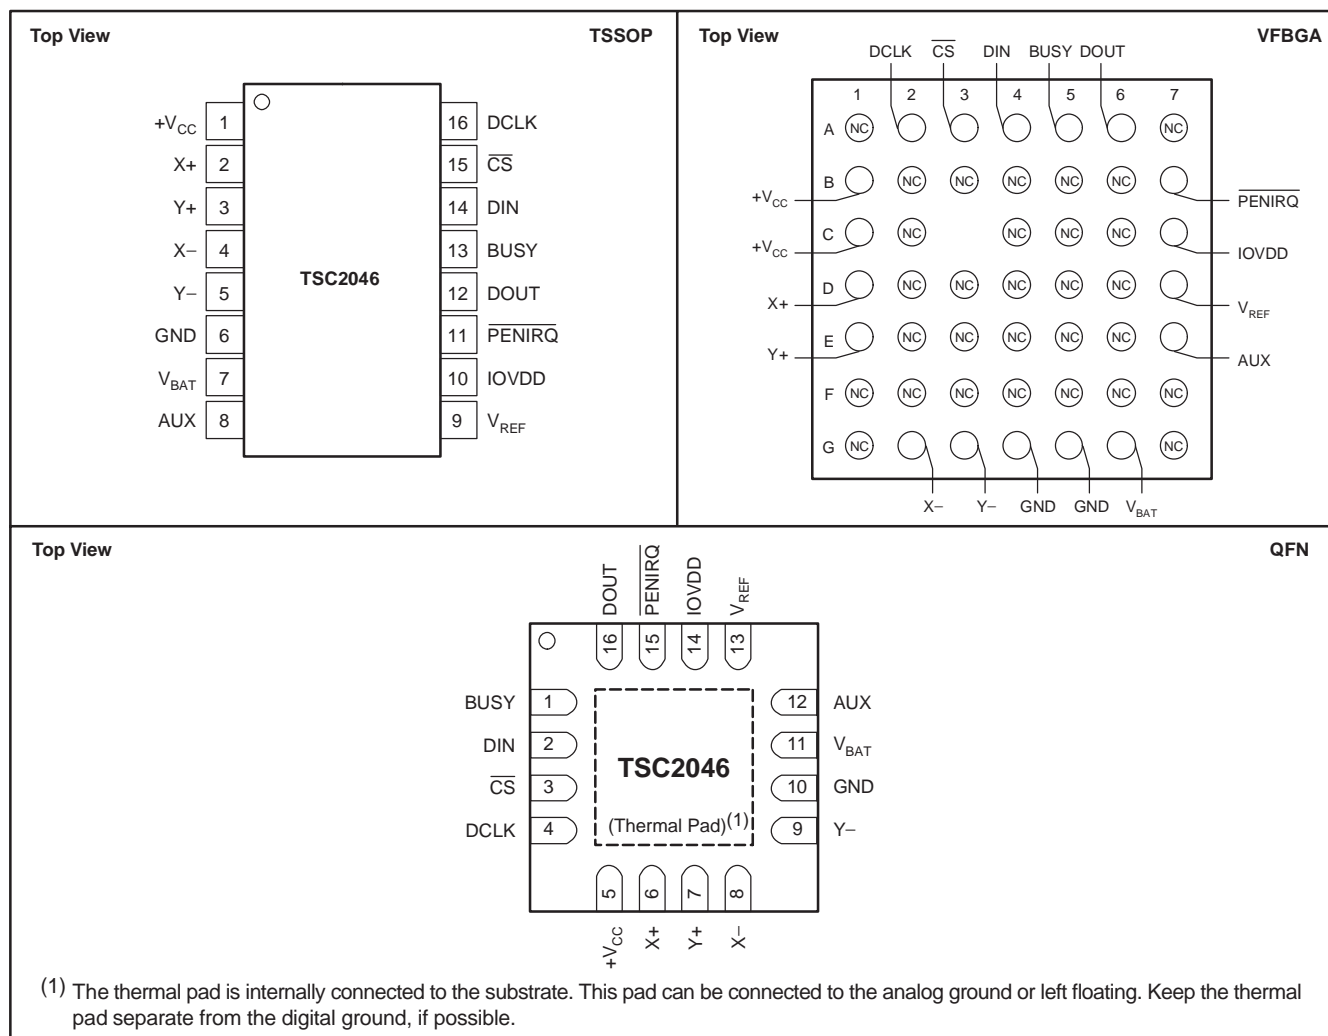 Top View TSSOP
+VCC 1 16 DCLK
X+ 2 15 C̅S̅
Y+ 3 14 DIN
X− 4 13 BUSY
TSC2046
Y− 5 12 DOUT
GND 6 11 P̅E̅N̅I̅R̅Q̅
VBAT 7 10 IOVDD
AUX 8 9 VREF
Top View VFBGA
DCLK C̅S̅ DIN BUSY DOUT
1 2 3 4 5 6 7
A NC NC
B NC NC NC NC NC
+VCC P̅E̅N̅I̅R̅Q̅
C NC NC NC NC
+VCC IOVDD
D NC NC NC NC NC
X+ VREF
E NC NC NC NC NC
Y+ AUX
F NC NC NC NC NC NC NC
G NC NC
X− Y− GND GND VBAT
Top View QFN
DOUT P̅E̅N̅I̅R̅Q̅ IOVDD VREF
16 15 14 13
BUSY 1 12 AUX
DIN 2 11 VBAT
TSC2046
C̅S̅ 3 10 GND
DCLK 4 (Thermal Pad)(1) 9 Y−
5 6 7 8
+VCC X+ Y+ X−
(1) The thermal pad is internally connected to the substrate. This pad can be connected to the analog ground or left floating. Keep the thermal
pad separate from the digital ground, if possible.